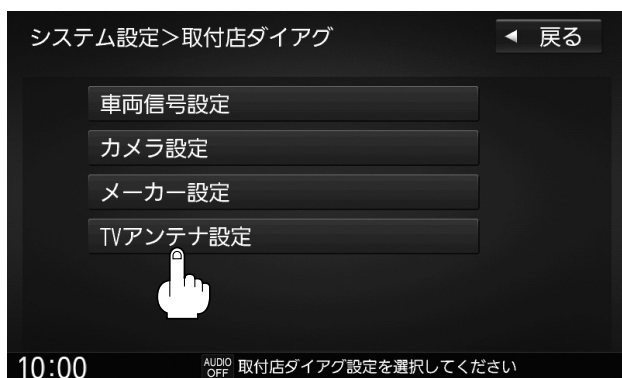 システム設定＞取付店ダイアグ
◀ 戻る
車両信号設定
カメラ設定
メーカー設定
TVアンテナ設定
10:00
AUDIO
OFF
取付店ダイアグ設定を選択してください